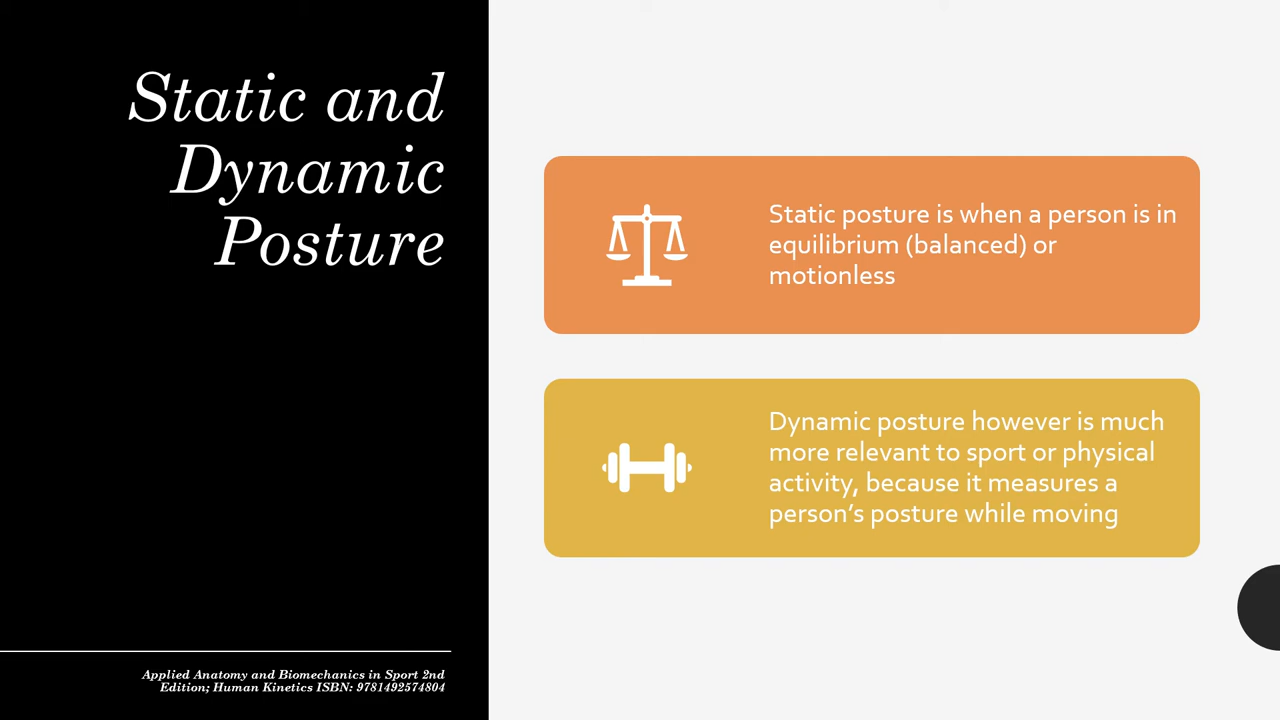 Static and
Dynamic
Posture
Static posture is when a person is in
equilibrium (balanced) or
motionless
Dynamic posture however is much
more relevant to sport or physical
activity, because it measures a
person’s posture while moving
Applied Anatomy and Biomechanics in Sport 2nd
Edition; Human Kinetics ISBN: 9781492574804